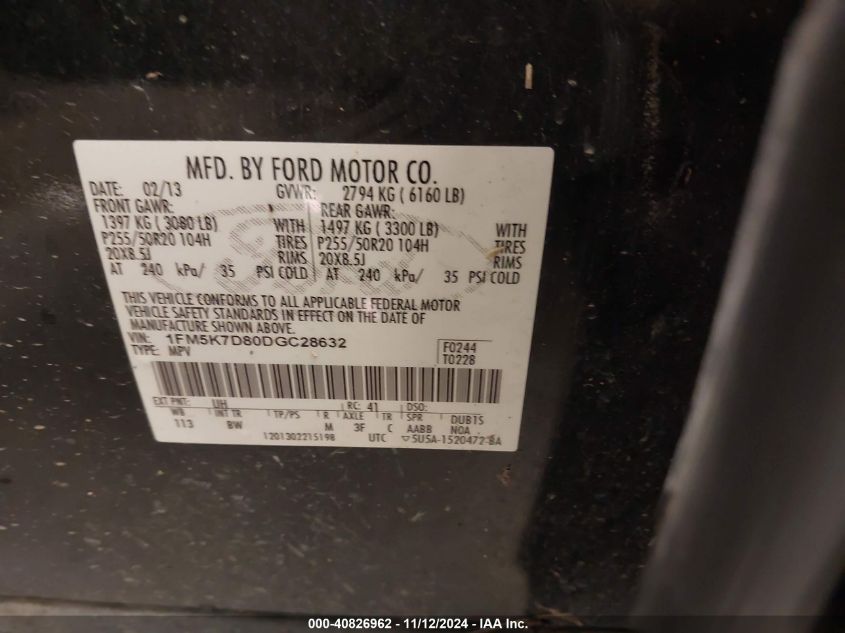 MFD. BY FORD MOTOR CO.
DATE: 02/13 GVWR: 2794 KG ( 6160 LB)
FRONT GAWR: REAR GAWR:
1397 KG ( 3080 LB) WITH 1497 KG ( 3300 LB) WITH
P255/50R20 104H TIRES P255/50R20 104H TIRES
20X8.5J RIMS 20X8.5J RIMS
AT 240 kPa/ 35 PSI COLD AT 240 kPa/ 35 PSI COLD
THIS VEHICLE CONFORMS TO ALL APPLICABLE FEDERAL MOTOR
VEHICLE SAFETY STANDARDS IN EFFECT ON THE DATE OF
MANUFACTURE SHOWN ABOVE.
VIN: 1FM5K7D80DGC28632 F0244
TYPE: MPV T0228
EXT PNT: UH RC: 41 DSO:
WB INT TR TP/PS R AXLE TR SPR DUB1S
113 BW M 3F C AABB NOA
1201302215198 UTC ▽5U5A-1520472-BA
000-40826962 - 11/12/2024 - IAA Inc.